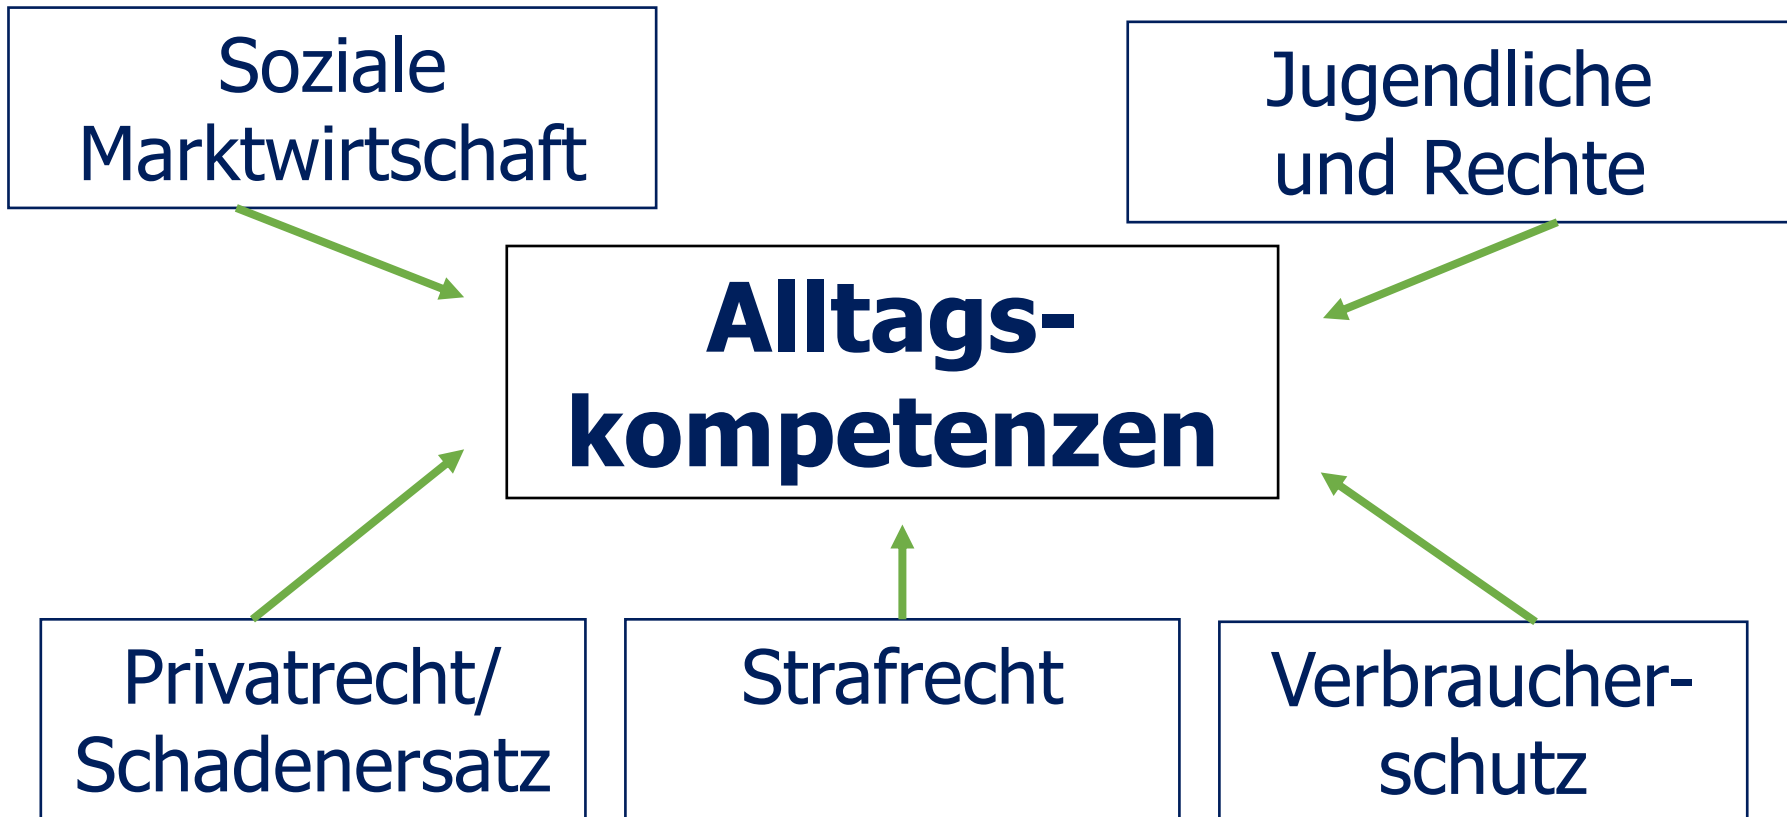 Soziale
Marktwirtschaft
Jugendliche
und Rechte
Alltags-
kompetenzen
Privatrecht/
Schadenersatz
Strafrecht
Verbraucher-
schutz